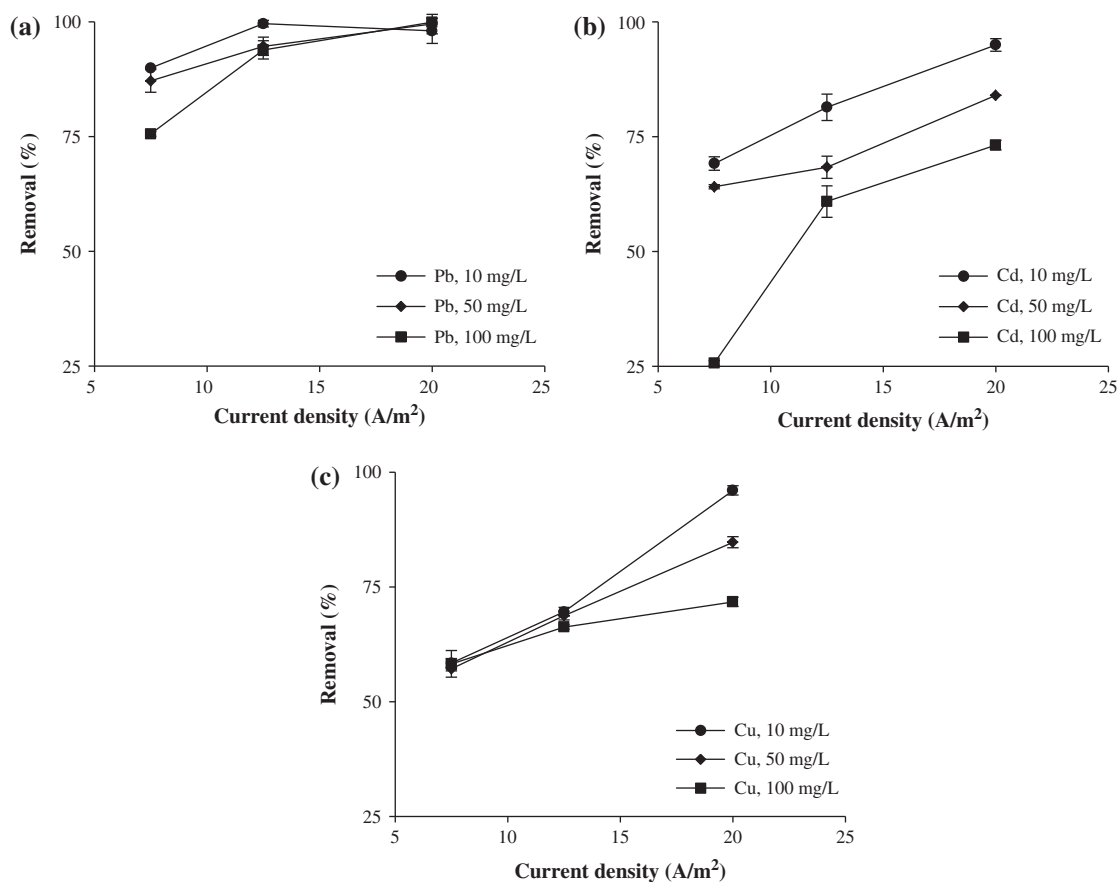 (a)
100
75
50
25
Removal (%)
Pb, 10 mg/L
Pb, 50 mg/L
Pb, 100 mg/L
5 10 15 20 25
Current density (A/m²)
(b)
100
75
50
25
Removal (%)
Cd, 10 mg/L
Cd, 50 mg/L
Cd, 100 mg/L
5 10 15 20 25
Current density (A/m²)
(c)
100
75
50
25
Removal (%)
Cu, 10 mg/L
Cu, 50 mg/L
Cu, 100 mg/L
5 10 15 20 25
Current density (A/m²)